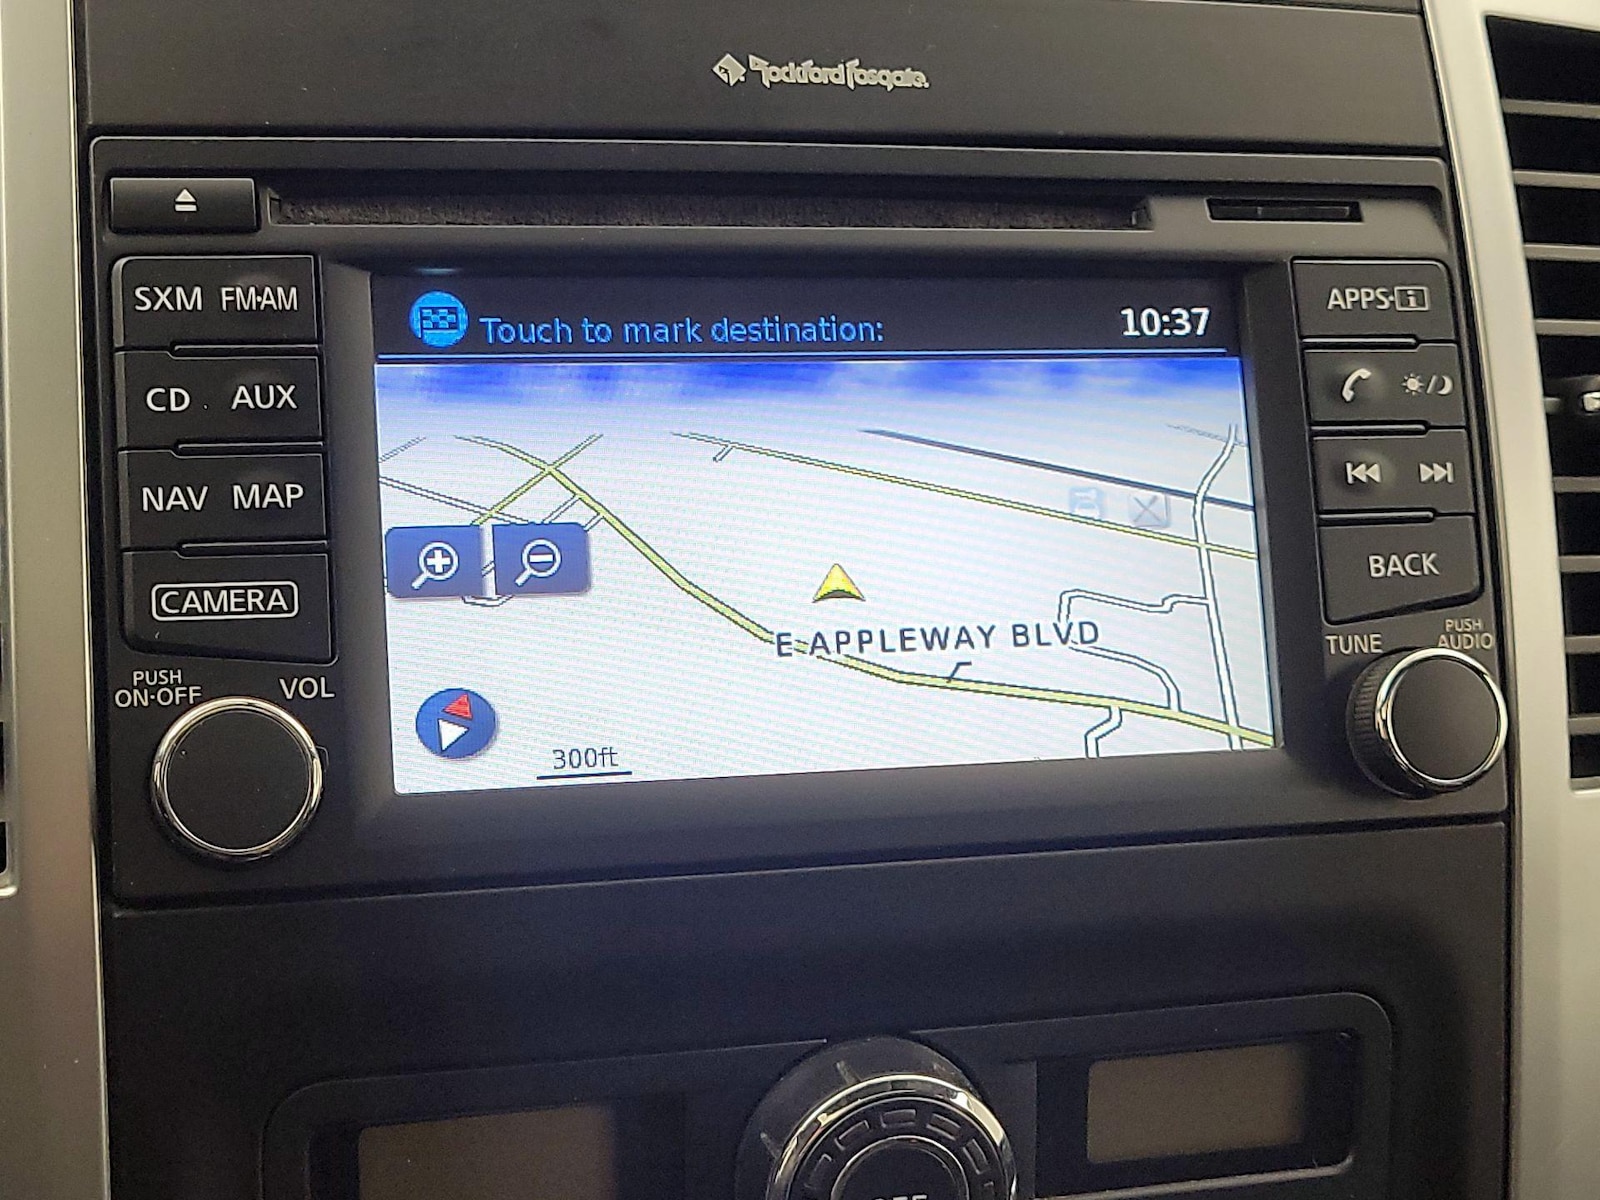 Rockford Fosgate
SXM FM·AM
CD AUX
NAV MAP
CAMERA
PUSH
ON·OFF
VOL
Touch to mark destination:
10:37
E APPLEWAY BLVD
300ft
APPS·i
BACK
TUNE
PUSH
AUDIO